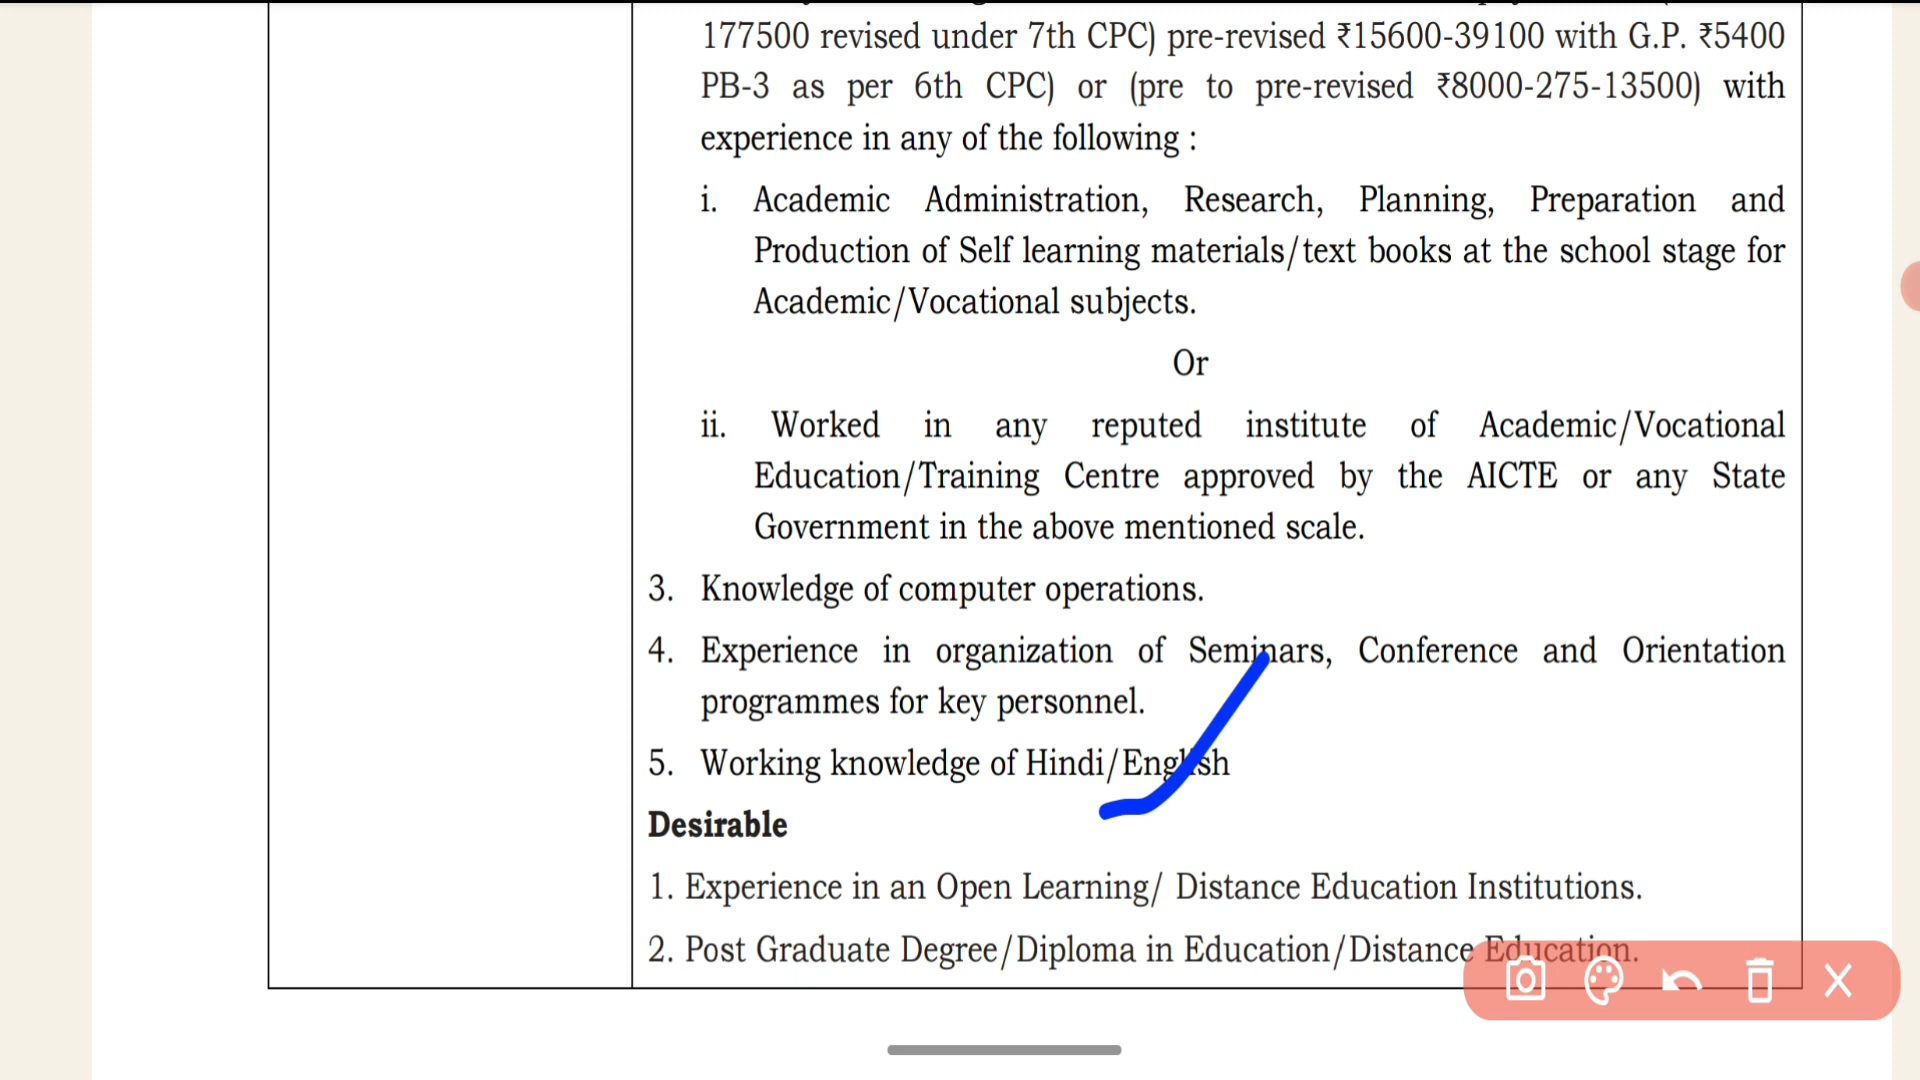 177500 revised under 7th CPC) pre-revised ₹15600-39100 with G.P. ₹5400
PB-3 as per 6th CPC) or (pre to pre-revised ₹8000-275-13500) with
experience in any of the following :
i. Academic Administration, Research, Planning, Preparation and
Production of Self learning materials/text books at the school stage for
Academic/Vocational subjects.
Or
ii. Worked in any reputed institute of Academic/Vocational
Education/Training Centre approved by the AICTE or any State
Government in the above mentioned scale.
3. Knowledge of computer operations.
4. Experience in organization of Seminars, Conference and Orientation
programmes for key personnel.
5. Working knowledge of Hindi/English
Desirable
1. Experience in an Open Learning/ Distance Education Institutions.
2. Post Graduate Degree/Diploma in Education/Distance Education.